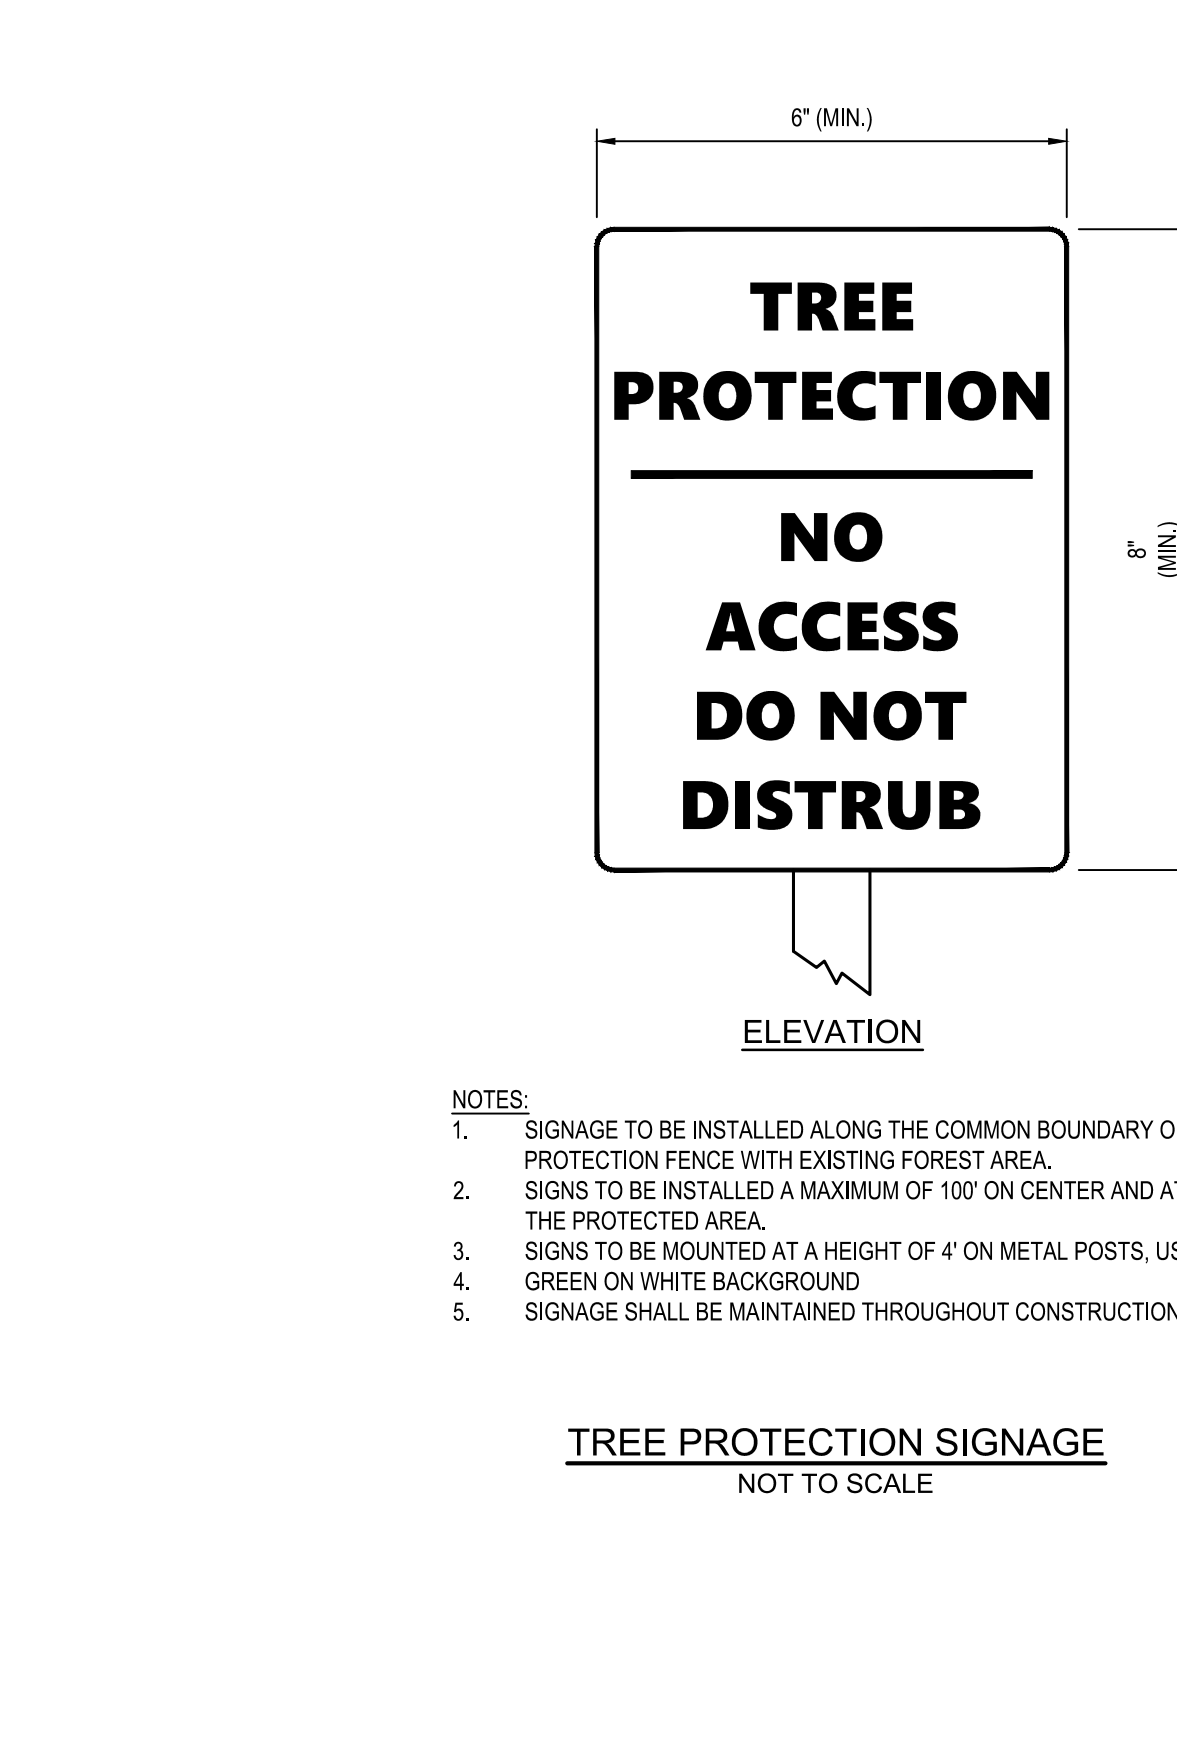 6" (MIN.)
TREE
PROTECTION
NO
ACCESS
DO NOT
DISTRUB
8"
(MIN.)
ELEVATION
NOTES:
1. SIGNAGE TO BE INSTALLED ALONG THE COMMON BOUNDARY O
PROTECTION FENCE WITH EXISTING FOREST AREA.
2. SIGNS TO BE INSTALLED A MAXIMUM OF 100' ON CENTER AND
THE PROTECTED AREA.
3. SIGNS TO BE MOUNTED AT A HEIGHT OF 4' ON METAL POSTS,
4. GREEN ON WHITE BACKGROUND
5. SIGNAGE SHALL BE MAINTAINED THROUGHOUT CONSTRUCTION
TREE PROTECTION SIGNAGE
NOT TO SCALE